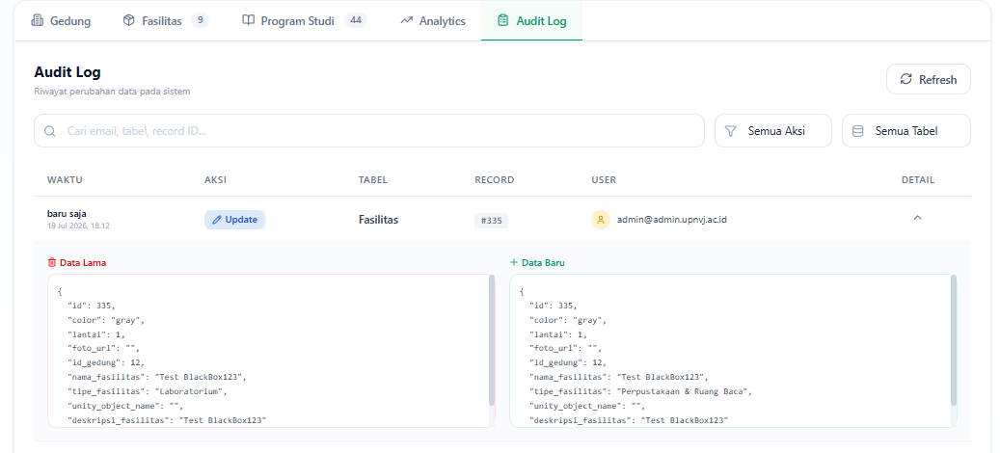 Gedung Fasilitas 9 Program Studi 44 Analytics Audit Log
Audit Log
Riwayat perubahan data pada sistem
Refresh
Cari email, tabel, record ID...
Semua Aksi
Semua Tabel
WAKTU AKSI TABEL RECORD USER DETAIL
baru saja
19 Jul 2026, 18.12
Update
Fasilitas
#335
admin@admin.upnvj.ac.id
Data Lama
{
"id": 335,
"color": "gray",
"lantai": 1,
"foto_url": "",
"id_gedung": 12,
"nama_fasilitas": "Test BlackBox123",
"tipe_fasilitas": "Laboratorium",
"unity_object_name": "",
"deskripsi_fasilitas": "Test BlackBox123"
Data Baru
{
"id": 335,
"color": "gray",
"lantai": 1,
"foto_url": "",
"id_gedung": 12,
"nama_fasilitas": "Test BlackBox123",
"tipe_fasilitas": "Perpustakaan & Ruang Baca",
"unity_object_name": "",
"deskripsi_fasilitas": "Test BlackBox123"